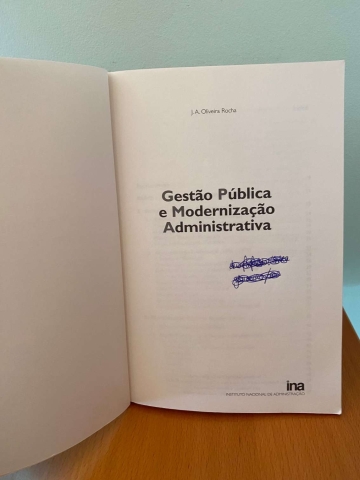 J. A. Oliveira Rocha
Gestão Pública
e Modernização
Administrativa
ina
INSTITUTO NACIONAL DE ADMINISTRAÇÃO